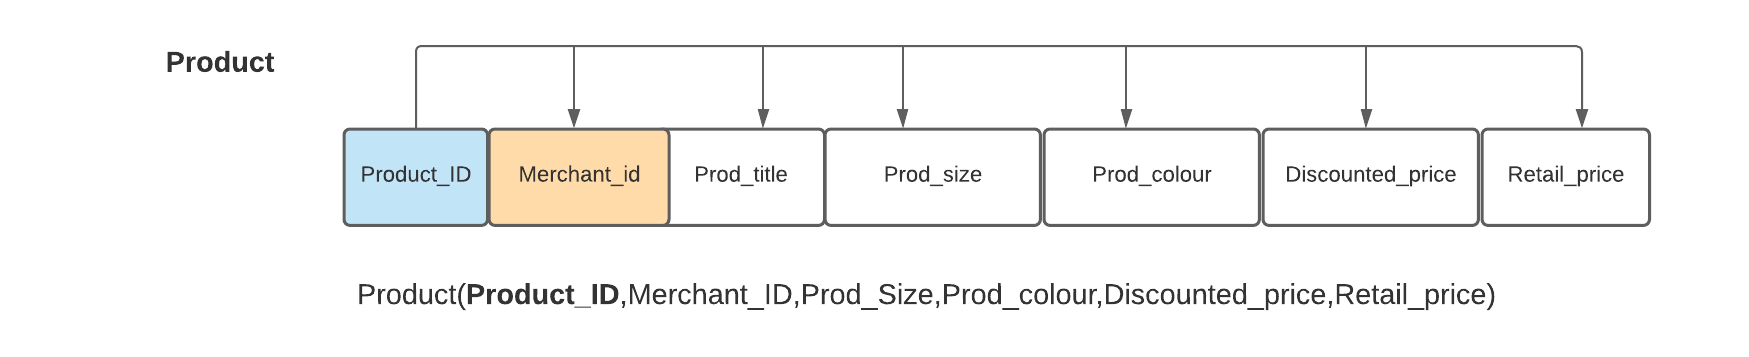 Product
Product_ID Merchant_id Prod_title Prod_size Prod_colour Discounted_price Retail_price
Product(Product_ID,Merchant_ID,Prod_Size,Prod_colour,Discounted_price,Retail_price)